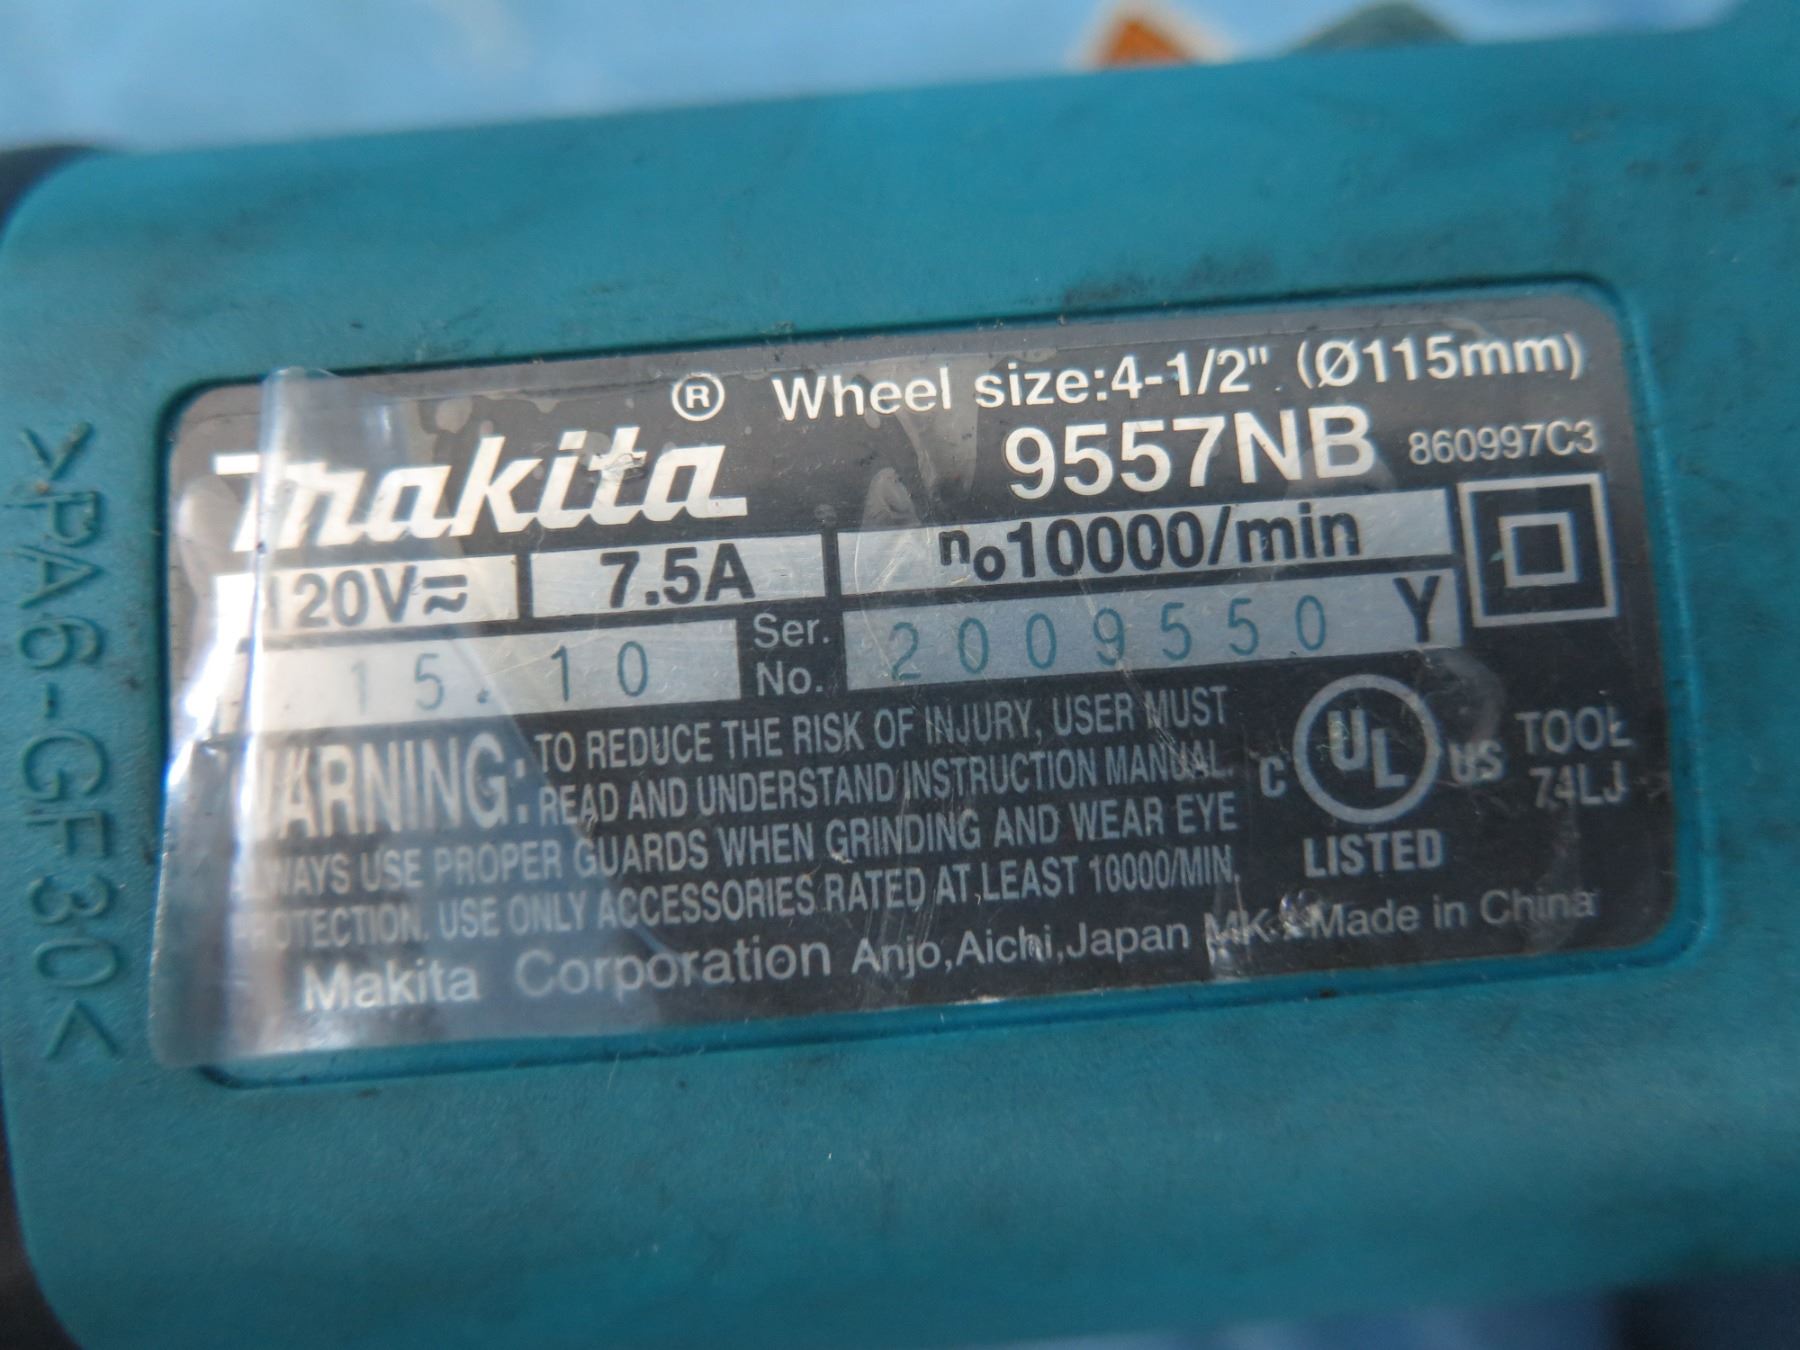 ® Wheel size:4-1/2" (Ø115mm)
makita 9557NB 860997C3
120V⎓ 7.5A n₀10000/min
15.10 Ser. No. 2009550 Y
WARNING: TO REDUCE THE RISK OF INJURY, USER MUST
READ AND UNDERSTAND INSTRUCTION MANUAL.
ALWAYS USE PROPER GUARDS WHEN GRINDING AND WEAR EYE
PROTECTION. USE ONLY ACCESSORIES RATED AT LEAST 10000/MIN.
C UL US
LISTED
TOOL
74LJ
Makita Corporation Anjo,Aichi,Japan Made in China
>PA6-GF30<